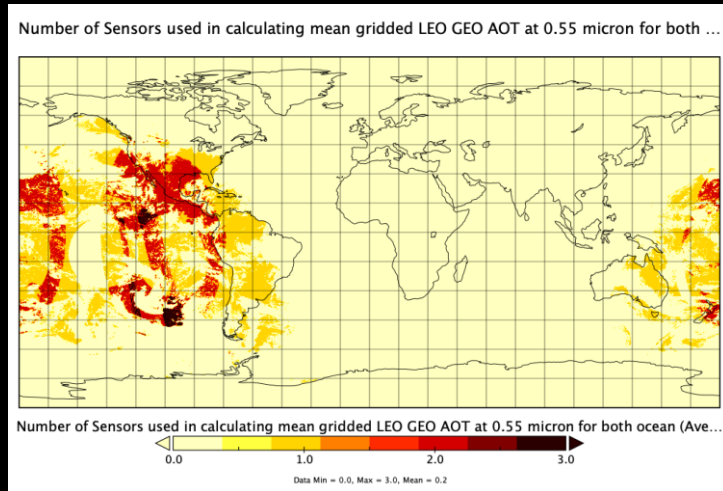 Number of Sensors used in calculating mean gridded LEO GEO AOT at 0.55 micron for both ...
Number of Sensors used in calculating mean gridded LEO GEO AOT at 0.55 micron for both ocean (Ave...
0.0 1.0 2.0 3.0
Data Min = 0.0, Max = 3.0, Mean = 0.2